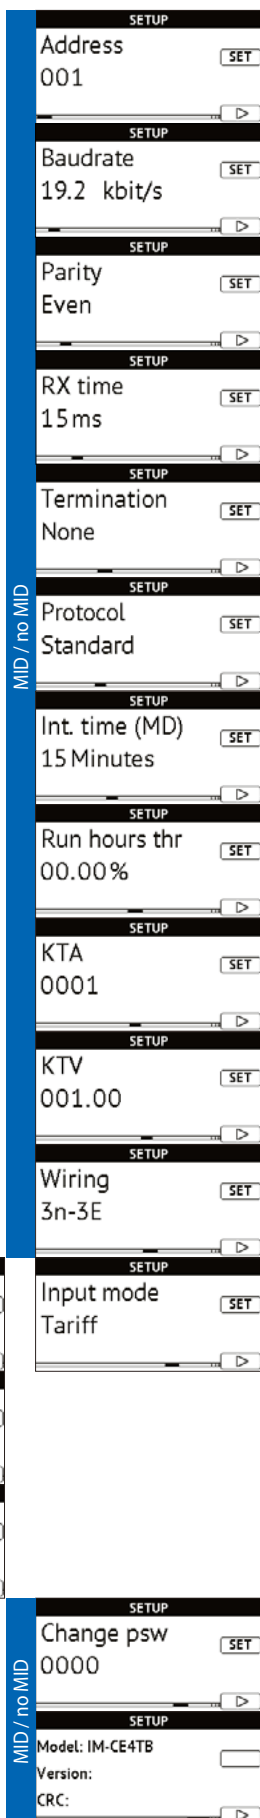 SETUP
Address
SET
001
SETUP
Baudrate
SET
19.2 kbit/s
SETUP
Parity
SET
Even
SETUP
RX time
SET
15 ms
SETUP
Termination
SET
None
MID / no MID
SETUP
Protocol
SET
Standard
SETUP
Int. time (MD)
SET
15 Minutes
SETUP
Run hours thr
SET
00.00%
SETUP
KTA
SET
0001
SETUP
KTV
SET
001.00
SETUP
Wiring
SET
3n-3E
SETUP
Input mode
SET
Tariff
MID / no MID
SETUP
Change psw
SET
0000
SETUP
Model: IM-CE4TB
Version:
CRC: